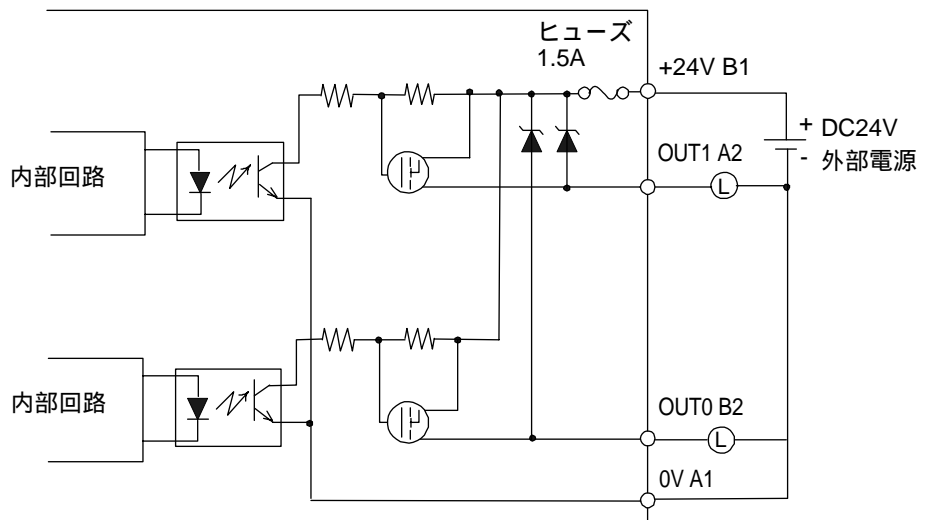 ヒューズ
1.5A
+24V B1
+ DC24V
- 外部電源
OUT1 A2
L
内部回路
内部回路
OUT0 B2
L
0V A1